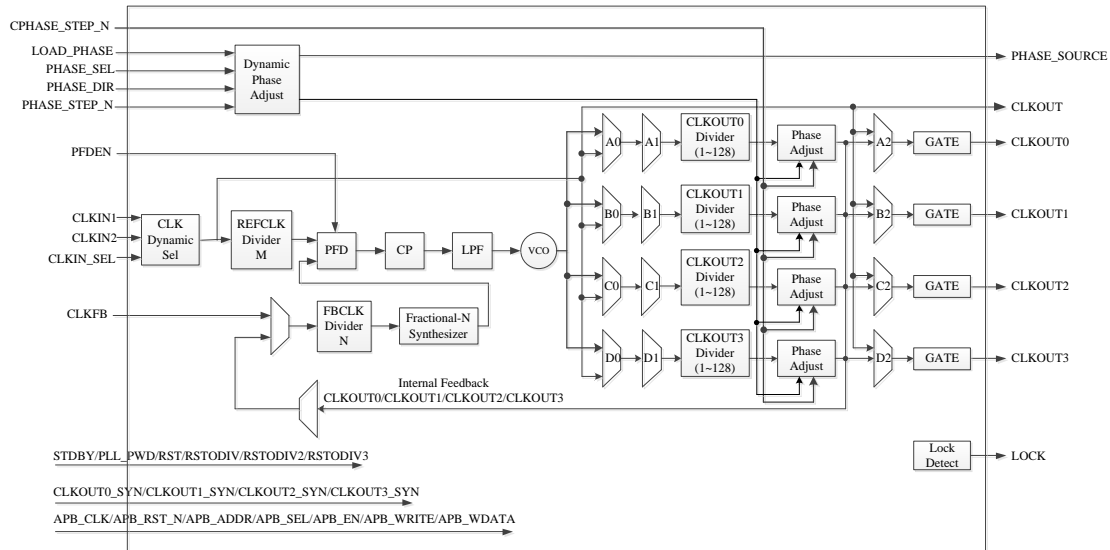 CPHASE_STEP_N
LOAD_PHASE
PHASE_SEL
PHASE_DIR
PHASE_STEP_N
Dynamic
Phase
Adjust
PHASE_SOURCE
CLKOUT
PFDEN
A0
A1
CLKOUT0
Divider
(1~128)
Phase
Adjust
A2
GATE
CLKOUT0
CLKIN1
CLKIN2
CLKIN_SEL
CLK
Dynamic
Sel
REFCLK
Divider
M
PFD
CP
LPF
VCO
B0
B1
CLKOUT1
Divider
(1~128)
Phase
Adjust
B2
GATE
CLKOUT1
C0
C1
CLKOUT2
Divider
(1~128)
Phase
Adjust
C2
GATE
CLKOUT2
CLKFB
FBCLK
Divider
N
Fractional-N
Synthesizer
D0
D1
CLKOUT3
Divider
(1~128)
Phase
Adjust
D2
GATE
CLKOUT3
Internal Feedback
CLKOUT0/CLKOUT1/CLKOUT2/CLKOUT3
Lock
Detect
LOCK
STDBY/PLL_PWD/RST/RSTODIV/RSTODIV2/RSTODIV3
CLKOUT0_SYN/CLKOUT1_SYN/CLKOUT2_SYN/CLKOUT3_SYN
APB_CLK/APB_RST_N/APB_ADDR/APB_SEL/APB_EN/APB_WRITE/APB_WDATA